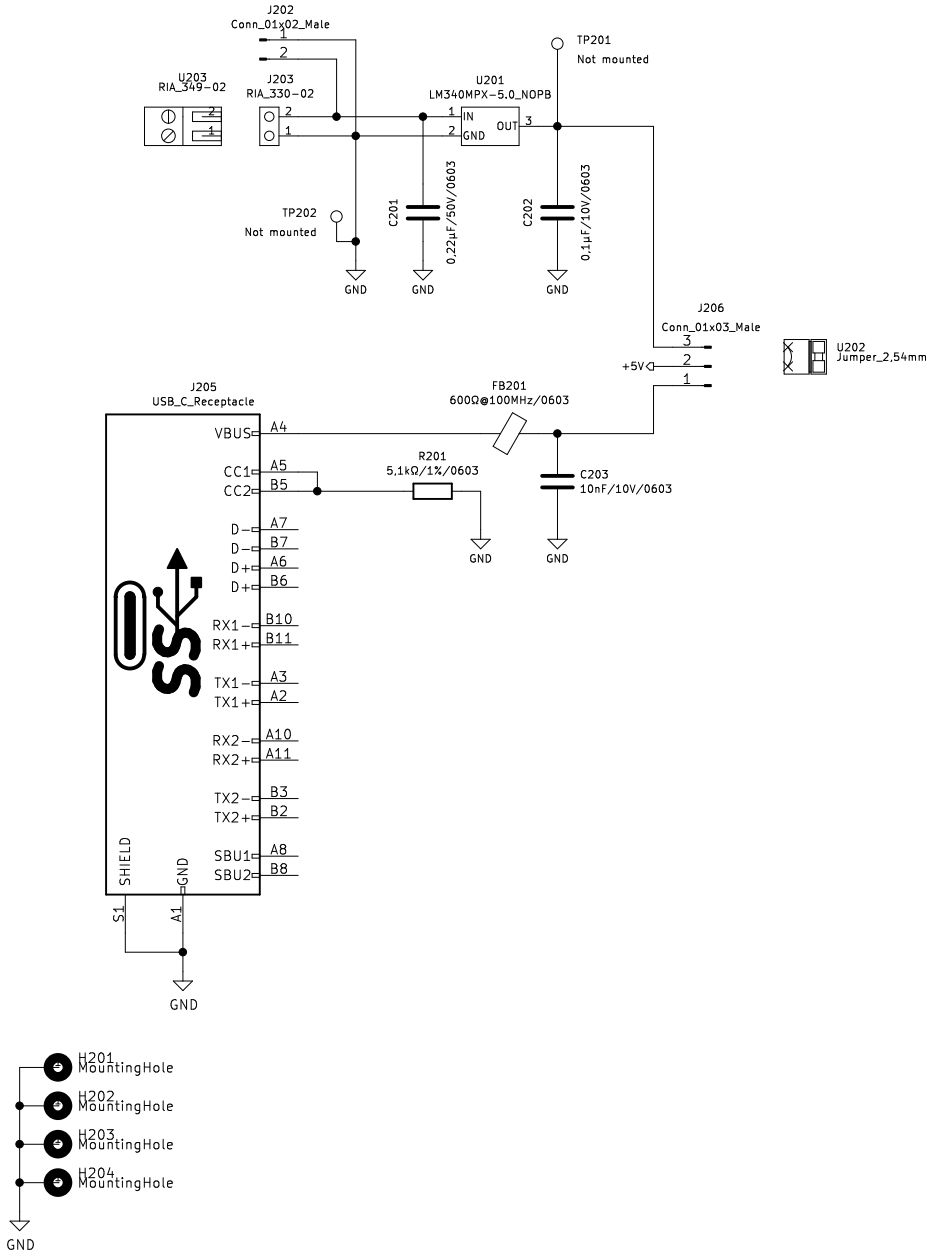 J202
Conn_01x02_Male
1
2
U203
RIA_349-02
2
1
J203
RIA_330-02
2
1
U201
LM340MPX-5.0_NOPB
1 IN
2 GND
OUT 3
TP201
Not mounted
TP202
Not mounted
C201
0,22µF/50V/0603
C202
0,1µF/10V/0603
GND
GND
GND
J206
Conn_01x03_Male
3
+5V 2
1
U202
Jumper_2,54mm
J205
USB_C_Receptacle
FB201
600Ω@100MHz/0603
VBUS A4
CC1 A5
CC2 B5
R201
5,1kΩ/1%/0603
C203
10nF/10V/0603
GND
GND
D- A7
D- B7
D+ A6
D+ B6
RX1- B10
RX1+ B11
TX1- A3
TX1+ A2
RX2- A10
RX2+ A11
TX2- B3
TX2+ B2
SBU1 A8
SBU2 B8
SHIELD
GND
S1
A1
GND
H201
MountingHole
H202
MountingHole
H203
MountingHole
H204
MountingHole
GND